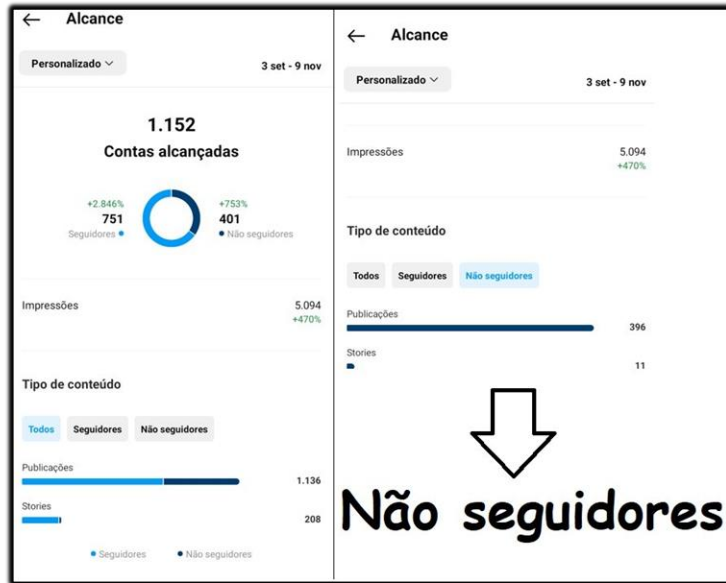 Alcance
Personalizado
3 set - 9 nov
1.152
Contas alcançadas
+2.846%
751
Seguidores
+753%
401
Não seguidores
Impressões
5.094
+470%
Tipo de conteúdo
Todos Seguidores Não seguidores
Publicações
1.136
Stories
208
Seguidores Não seguidores
Alcance
Personalizado
3 set - 9 nov
Impressões
5.094
+470%
Tipo de conteúdo
Todos Seguidores Não seguidores
Publicações
396
Stories
11
Não seguidores